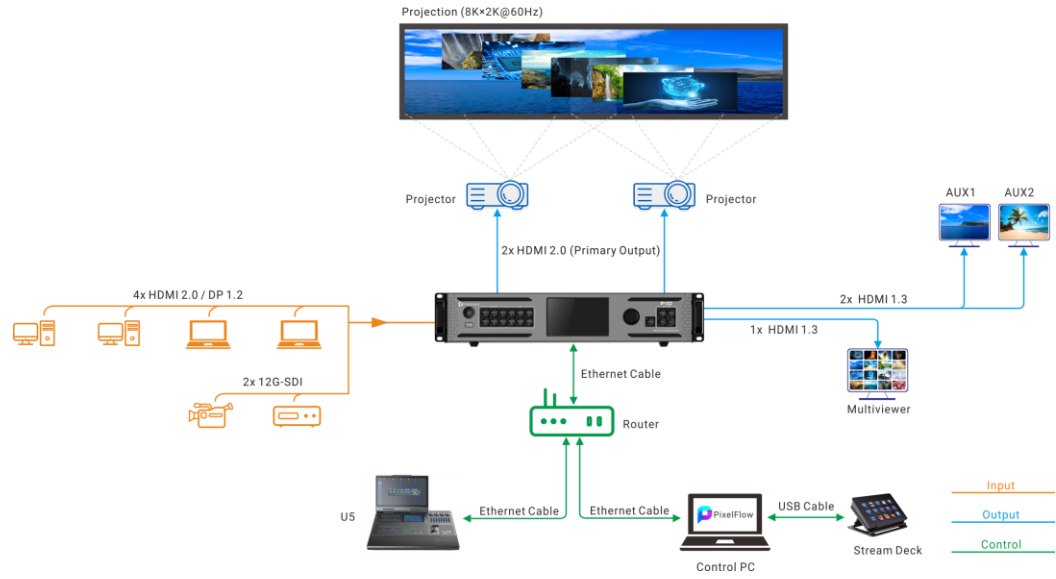 Projection (8K×2K@60Hz)
Projector
Projector
AUX1
AUX2
2x HDMI 2.0 (Primary Output)
4x HDMI 2.0 / DP 1.2
2x HDMI 1.3
1x HDMI 1.3
2x 12G-SDI
Ethernet Cable
Multiviewer
Router
U5
Ethernet Cable
Ethernet Cable
PixelFlow
USB Cable
Input
Output
Stream Deck
Control
Control PC